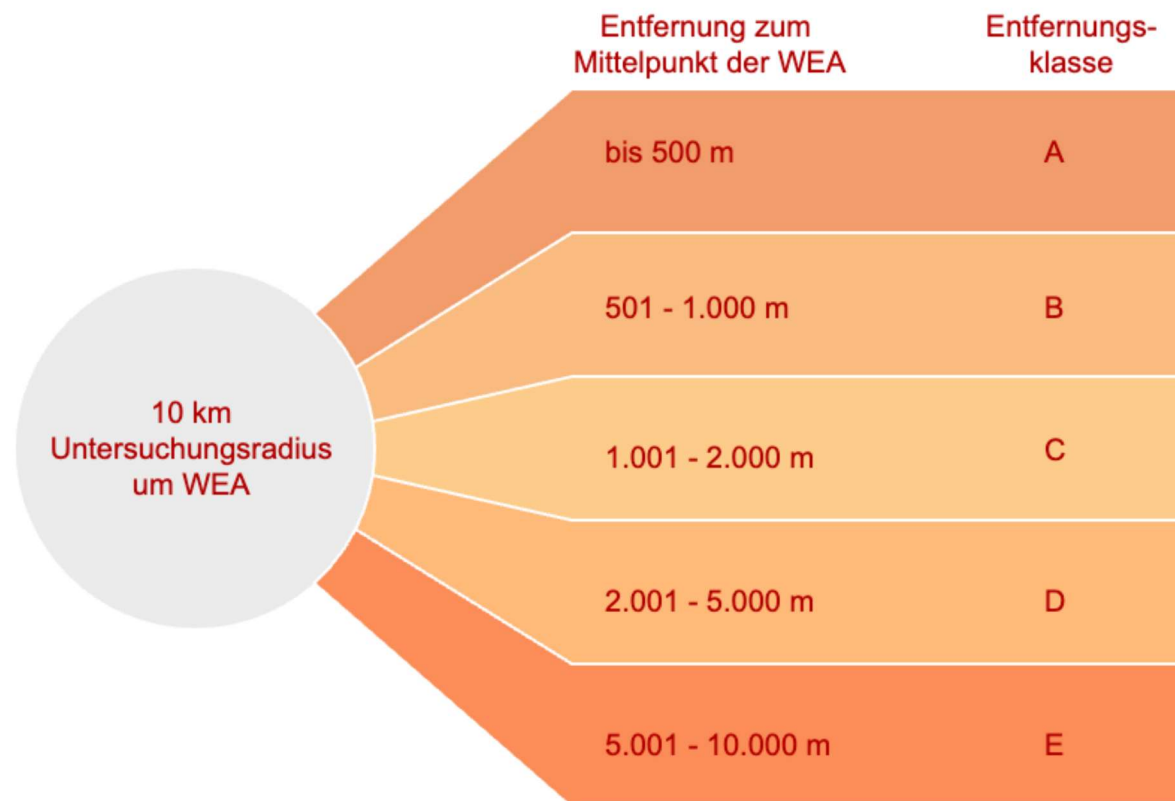 Entfernung zum
Mittelpunkt der WEA
Entfernungs-
klasse
bis 500 m A
501 - 1.000 m B
1.001 - 2.000 m C
2.001 - 5.000 m D
5.001 - 10.000 m E
10 km
Untersuchungsradius
um WEA